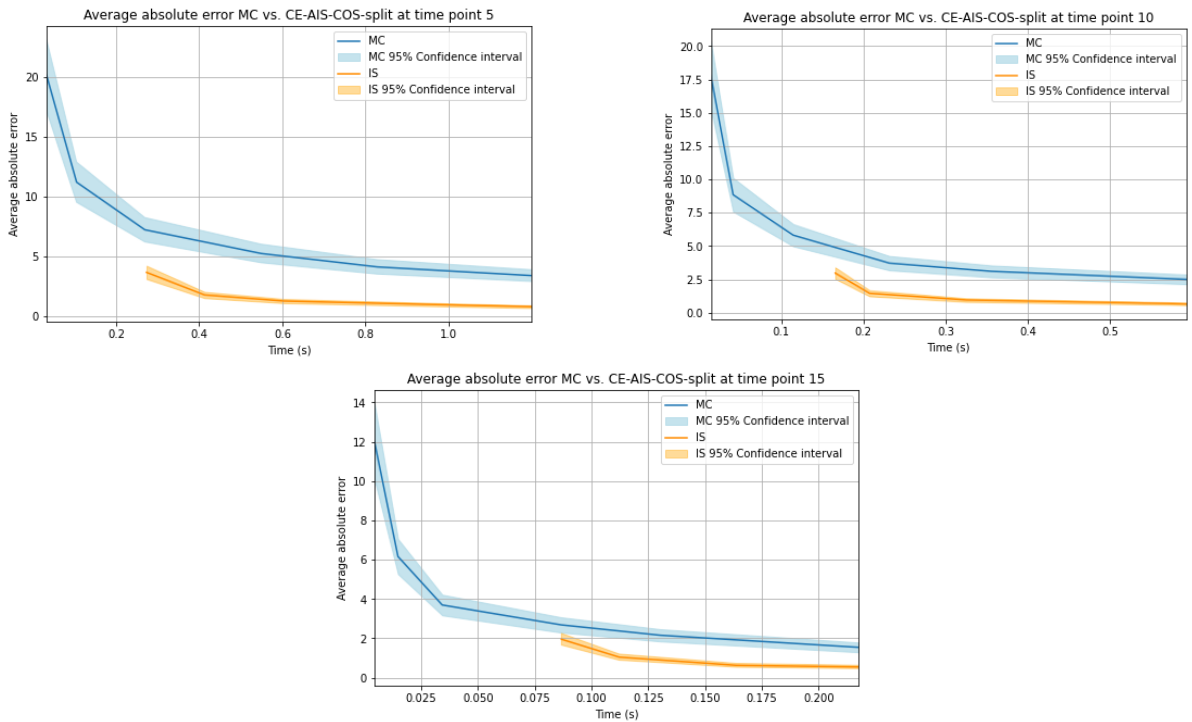 Average absolute error MC vs. CE-AIS-COS-split at time point 5
MC
MC 95% Confidence interval
IS
IS 95% Confidence interval
Average absolute error
20
15
10
5
0
0.2 0.4 0.6 0.8 1.0
Time (s)
Average absolute error MC vs. CE-AIS-COS-split at time point 10
MC
MC 95% Confidence interval
IS
IS 95% Confidence interval
Average absolute error
20.0
17.5
15.0
12.5
10.0
7.5
5.0
2.5
0.0
0.1 0.2 0.3 0.4 0.5
Time (s)
Average absolute error MC vs. CE-AIS-COS-split at time point 15
MC
MC 95% Confidence interval
IS
IS 95% Confidence interval
Average absolute error
14
12
10
8
6
4
2
0
0.025 0.050 0.075 0.100 0.125 0.150 0.175 0.200
Time (s)